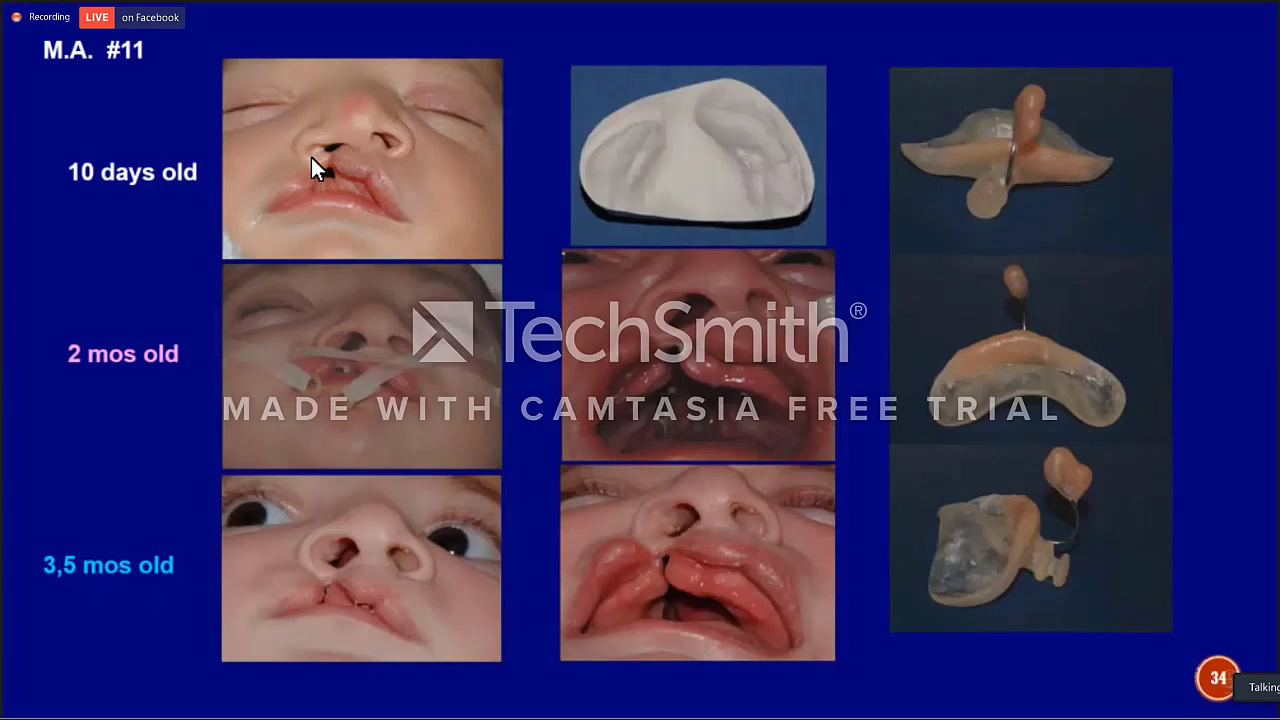 Recording LIVE on Facebook
M.A. #11
10 days old
TechSmith®
2 mos old
MADE WITH CAMTASIA FREE TRIAL
3,5 mos old
34
Talking